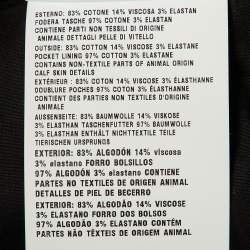 ESTERNO: 83% COTONE 14% VISCOSA 3% ELASTAN
FODERA TASCHE 97% COTONE 3% ELASTAN
CONTIENE PARTI NON TESSILI DI ORIGINE
ANIMALE DETTAGLI PELLE DI VITELLO
OUTSIDE: 83% COTTON 14% VISCOSE 3% ELASTANE
POCKET LINING 97% COTTON 3% ELASTANE
CONTAINS NON-TEXTILE PARTS OF ANIMAL ORIGIN
CALF SKIN DETAILS
EXTÉRIEUR : 83% COTON 14% VISCOSE 3% ÉLASTHANNE
DOUBLURE POCHES 97% COTON 3% ÉLASTHANNE
CONTIENT DES PARTIES NON TEXTILES D'ORIGINE
ANIMALE
AUSSENSEITE: 83% BAUMWOLLE 14% VISKOSE
3% ELASTHAN TASCHENFUTTER 97% BAUMWOLLE
3% ELASTHAN ENTHÄLT NICHTTEXTILE TEILE
TIERISCHEN URSPRUNGS
EXTERIOR: 83% ALGODÓN 14% viscosa
3% elastano FORRO BOLSILLOS
97% ALGODÓN 3% elastano CONTIENE
PARTES NO TEXTILES DE ORIGEN ANIMAL
DETALLES DE PIEL DE BECERRO
EXTERIOR: 83% ALGODÃO 14% VISCOSE
3% ELASTANO FORRO DOS BOLSOS
97% ALGODÃO 3% ELASTANO CONTÉM
PARTES NÃO TÊXTEIS DE ORIGEM ANIMAL